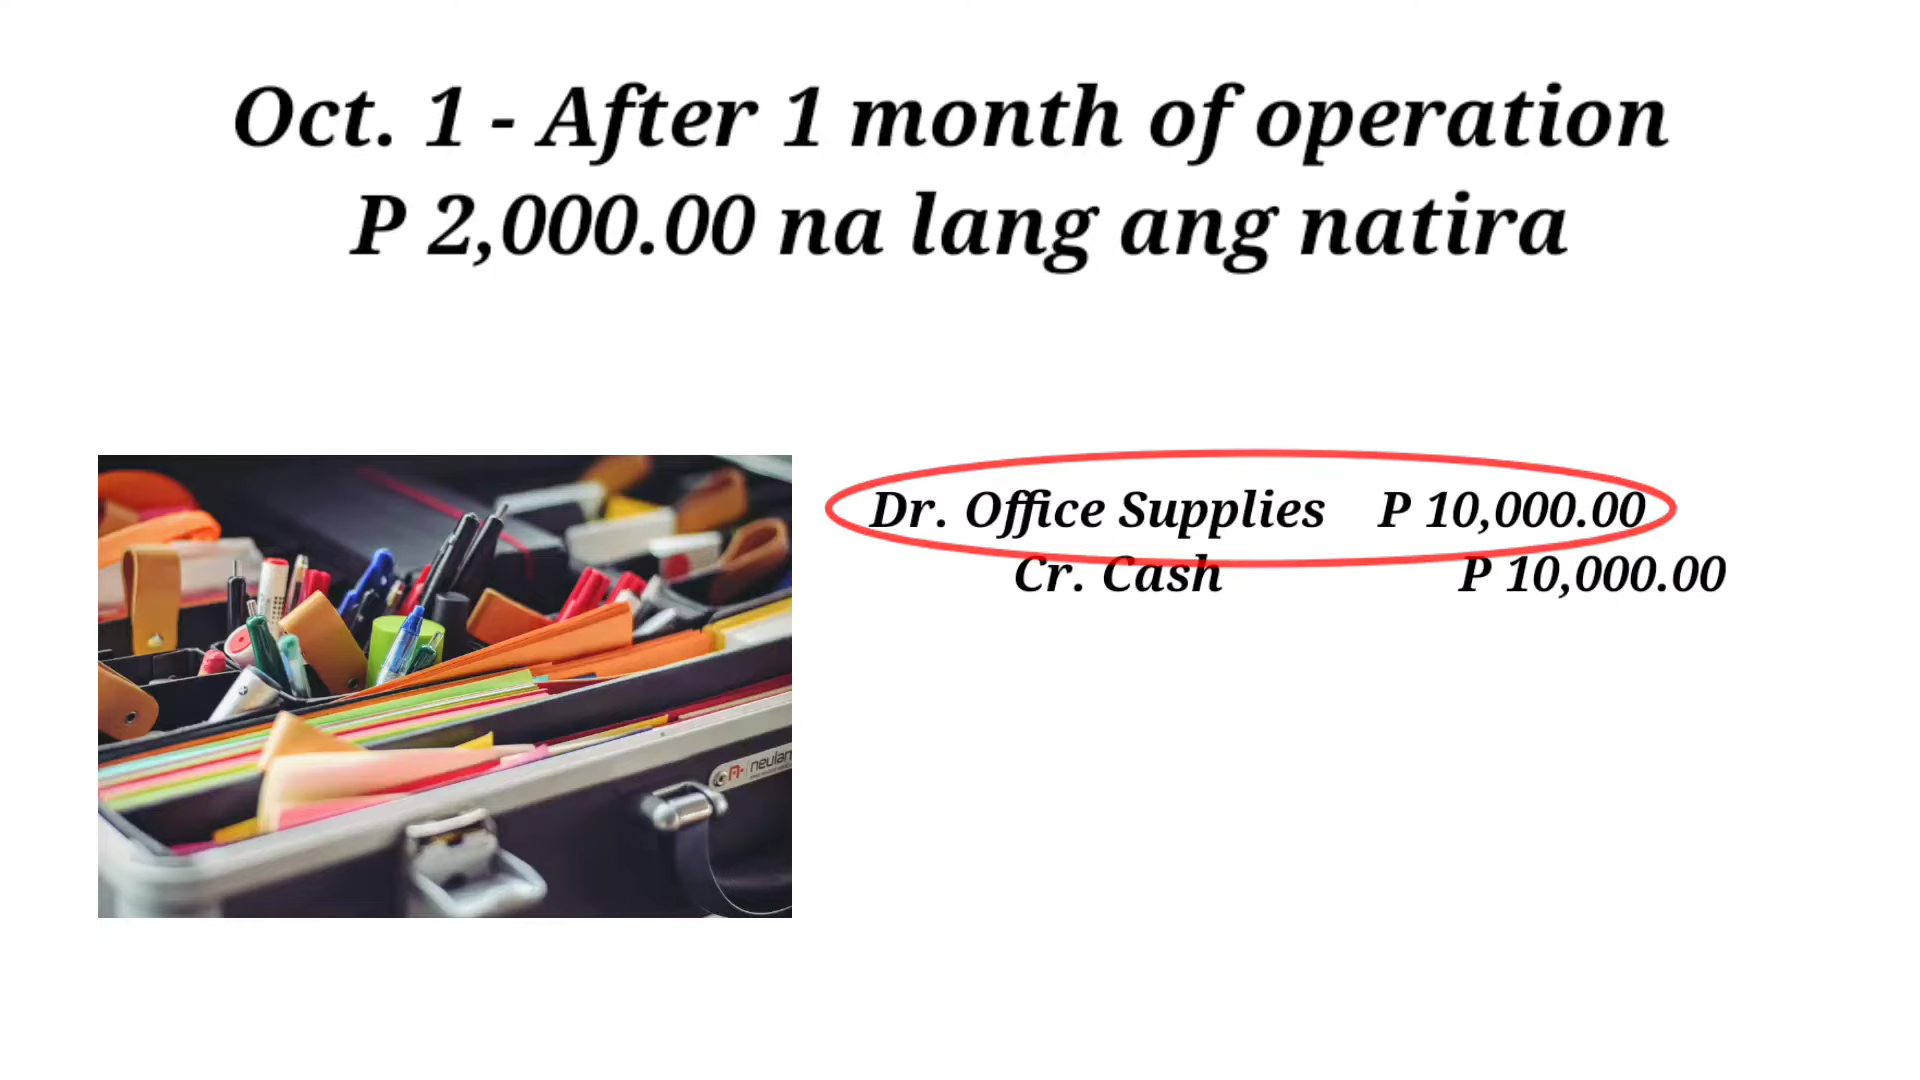 Oct. 1 - After 1 month of operation
P 2,000.00 na lang ang natira
Dr. Office Supplies P 10,000.00
Cr. Cash P 10,000.00
neulan